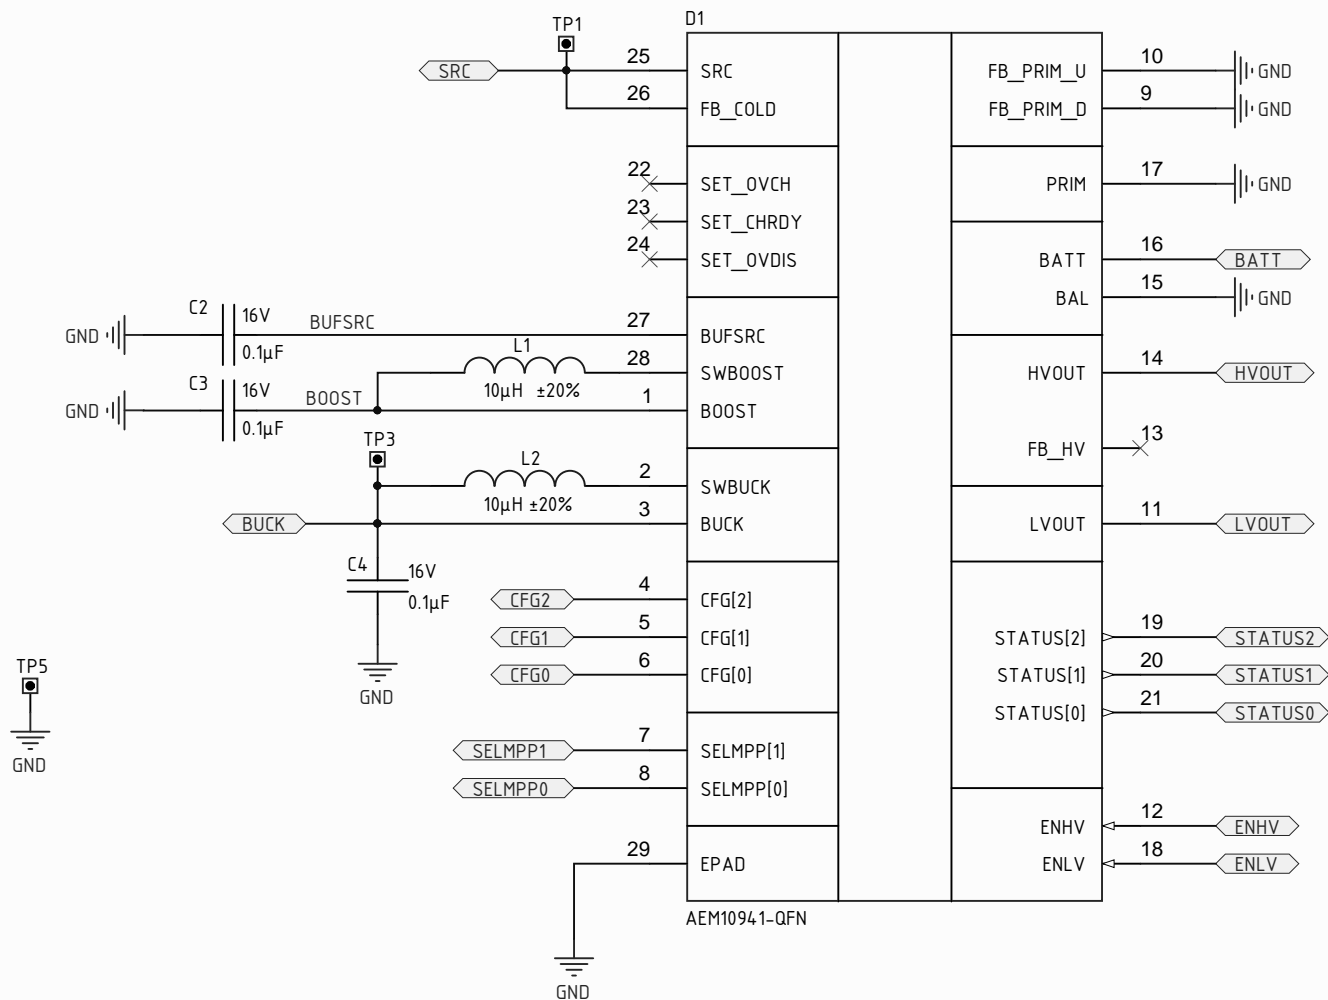 D1
TP1
SRC
25
SRC
26
FB_COLD
FB_PRIM_U
10
GND
FB_PRIM_D
9
GND
22
SET_OVCH
23
SET_CHRDY
24
SET_OVDIS
PRIM
17
GND
BATT
16
BATT
BAL
15
GND
C2
16V
0.1µF
GND
BUFSRC
27
BUFSRC
L1
10µH ±20%
28
SWBOOST
C3
16V
0.1µF
GND
BOOST
1
BOOST
HVOUT
14
HVOUT
FB_HV
13
TP3
L2
10µH ±20%
2
SWBUCK
BUCK
3
BUCK
LVOUT
11
LVOUT
C4
16V
0.1µF
GND
CFG2
4
CFG[2]
CFG1
5
CFG[1]
CFG0
6
CFG[0]
STATUS[2]
19
STATUS2
STATUS[1]
20
STATUS1
STATUS[0]
21
STATUS0
TP5
GND
SELMPP1
7
SELMPP[1]
SELMPP0
8
SELMPP[0]
ENHV
12
ENHV
ENLV
18
ENLV
29
EPAD
GND
AEM10941-QFN